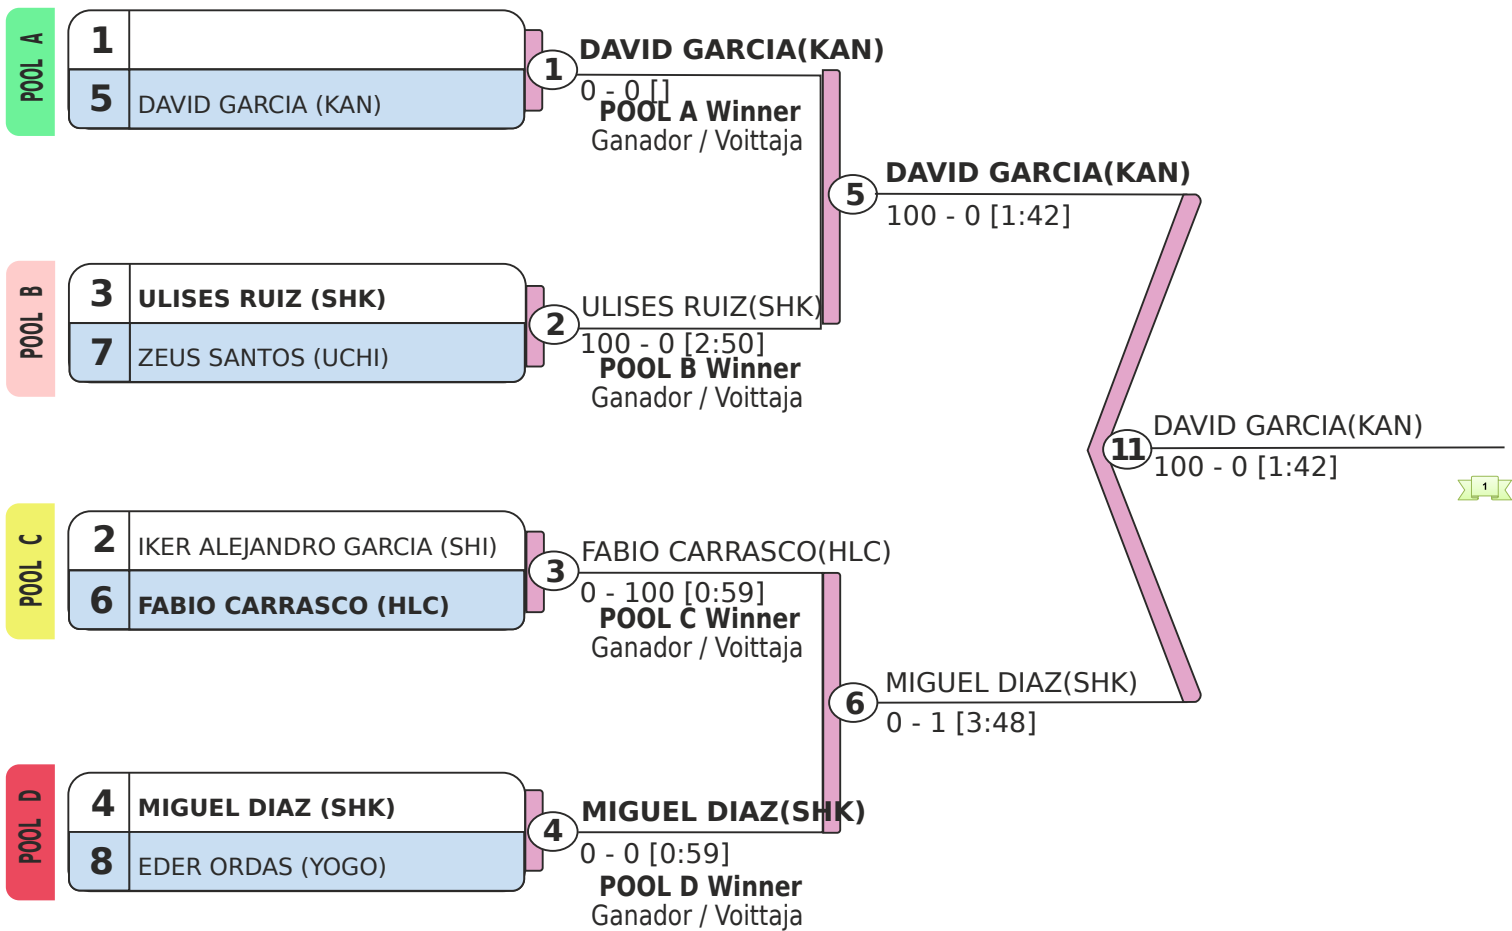 POOL A
1
5 DAVID GARCIA (KAN)
1
DAVID GARCIA(KAN)
0 - 0 []
POOL A Winner
Ganador / Voittaja
POOL B
3 ULISES RUIZ (SHK)
7 ZEUS SANTOS (UCHI)
2
ULISES RUIZ(SHK)
100 - 0 [2:50]
POOL B Winner
Ganador / Voittaja
5
DAVID GARCIA(KAN)
100 - 0 [1:42]
POOL C
2 IKER ALEJANDRO GARCIA (SHI)
6 FABIO CARRASCO (HLC)
3
FABIO CARRASCO(HLC)
0 - 100 [0:59]
POOL C Winner
Ganador / Voittaja
POOL D
4 MIGUEL DIAZ (SHK)
8 EDER ORDAS (YOGO)
4
MIGUEL DIAZ(SHK)
0 - 0 [0:59]
POOL D Winner
Ganador / Voittaja
6
MIGUEL DIAZ(SHK)
0 - 1 [3:48]
11
DAVID GARCIA(KAN)
100 - 0 [1:42]
1